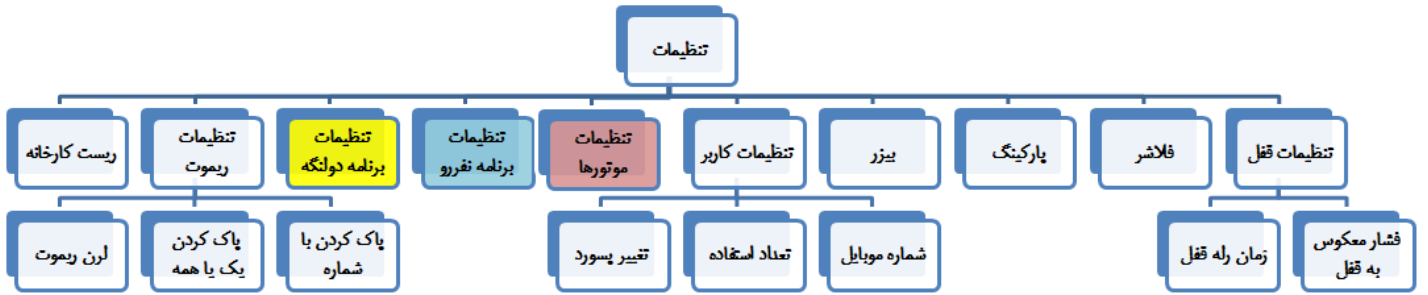 تنظیمات
تنظیمات قفل
فلاشر
پارکینگ
بیزر
تنظیمات کاربر
تنظیمات
موتورها
تنظیمات
برنامه نفررو
تنظیمات
برنامه دولنگه
تنظیمات
ریموت
ریست کارخانه
فشار معکوس
به قفل
زمان رله قفل
شماره موبایل
تعداد استفاده
تغییر پسورد
پاک کردن با
شماره
پاک کردن
یک یا همه
لرن ریموت